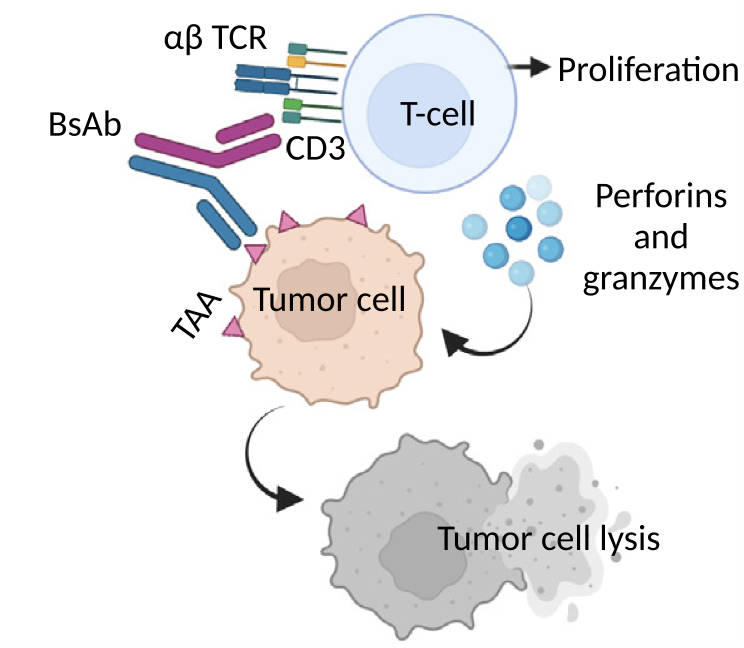 αβ TCR
Proliferation
T-cell
BsAb
CD3
Perforins
and
granzymes
Tumor cell
TAA
Tumor cell lysis